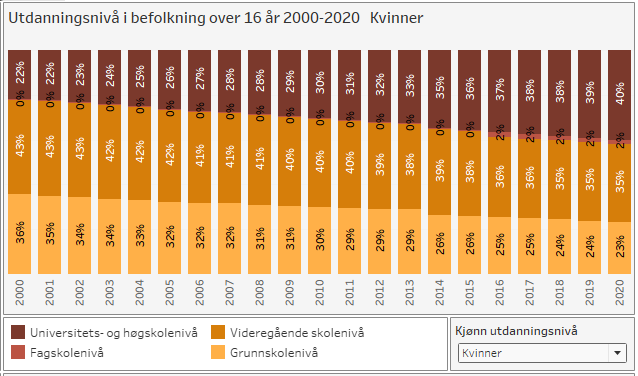 Utdanningsnivå i befolkning over 16 år 2000-2020 Kvinner
22% 22% 23% 24% 25% 26% 27% 28% 28% 29% 30% 31% 32% 33% 35% 36% 37% 38% 38% 39% 40%
0% 0% 0% 0% 0% 0% 0% 0% 0% 0% 0% 0% 0% 0% 0% 0% 2% 2% 2% 2% 2%
43% 43% 43% 42% 42% 42% 41% 41% 41% 40% 40% 40% 39% 38% 39% 38% 36% 36% 35% 35% 35%
36% 35% 34% 34% 33% 32% 32% 32% 31% 31% 30% 29% 29% 29% 26% 26% 25% 25% 24% 24% 23%
2000 2001 2002 2003 2004 2005 2006 2007 2008 2009 2010 2011 2012 2013 2014 2015 2016 2017 2018 2019 2020
Universitets- og høgskolenivå Videregående skolenivå
Fagskolenivå Grunnskolenivå
Kjønn utdanningsnivå
Kvinner